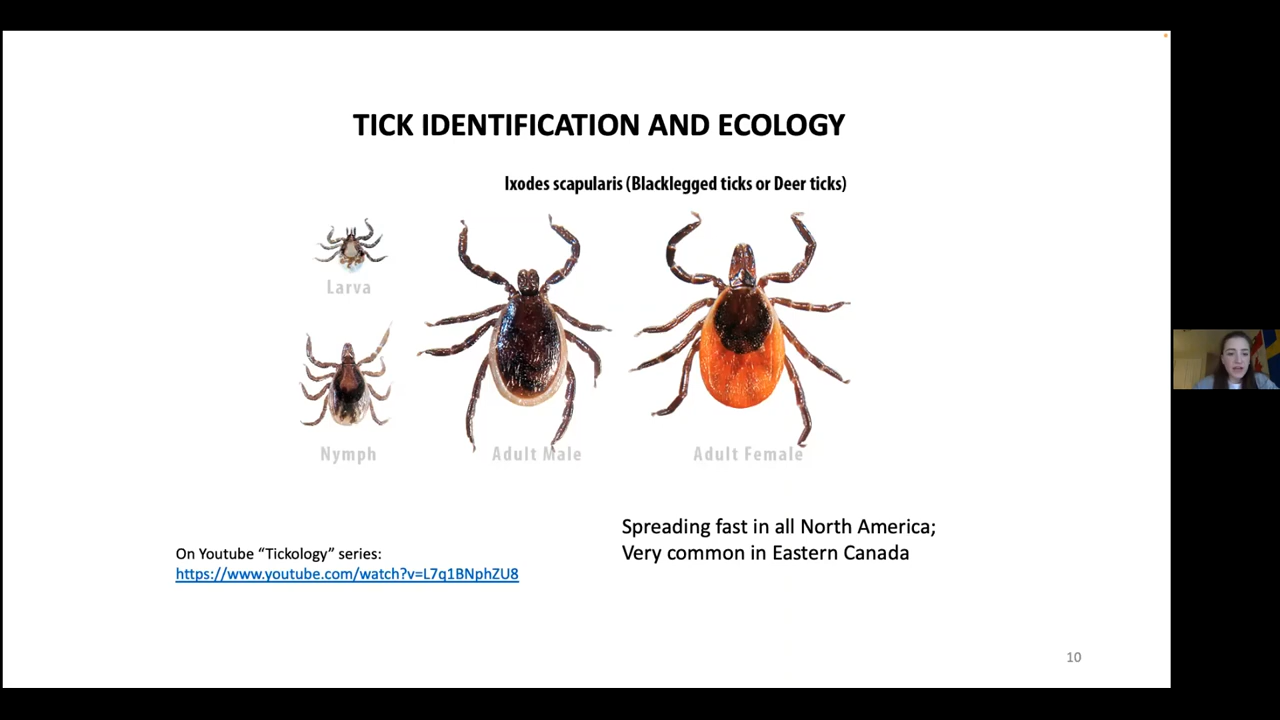 TICK IDENTIFICATION AND ECOLOGY
Ixodes scapularis (Blacklegged ticks or Deer ticks)
Larva
Nymph
Adult Male
Adult Female
Spreading fast in all North America;
Very common in Eastern Canada
On Youtube “Tickology” series:
https://www.youtube.com/watch?v=L7q1BNphZU8
10